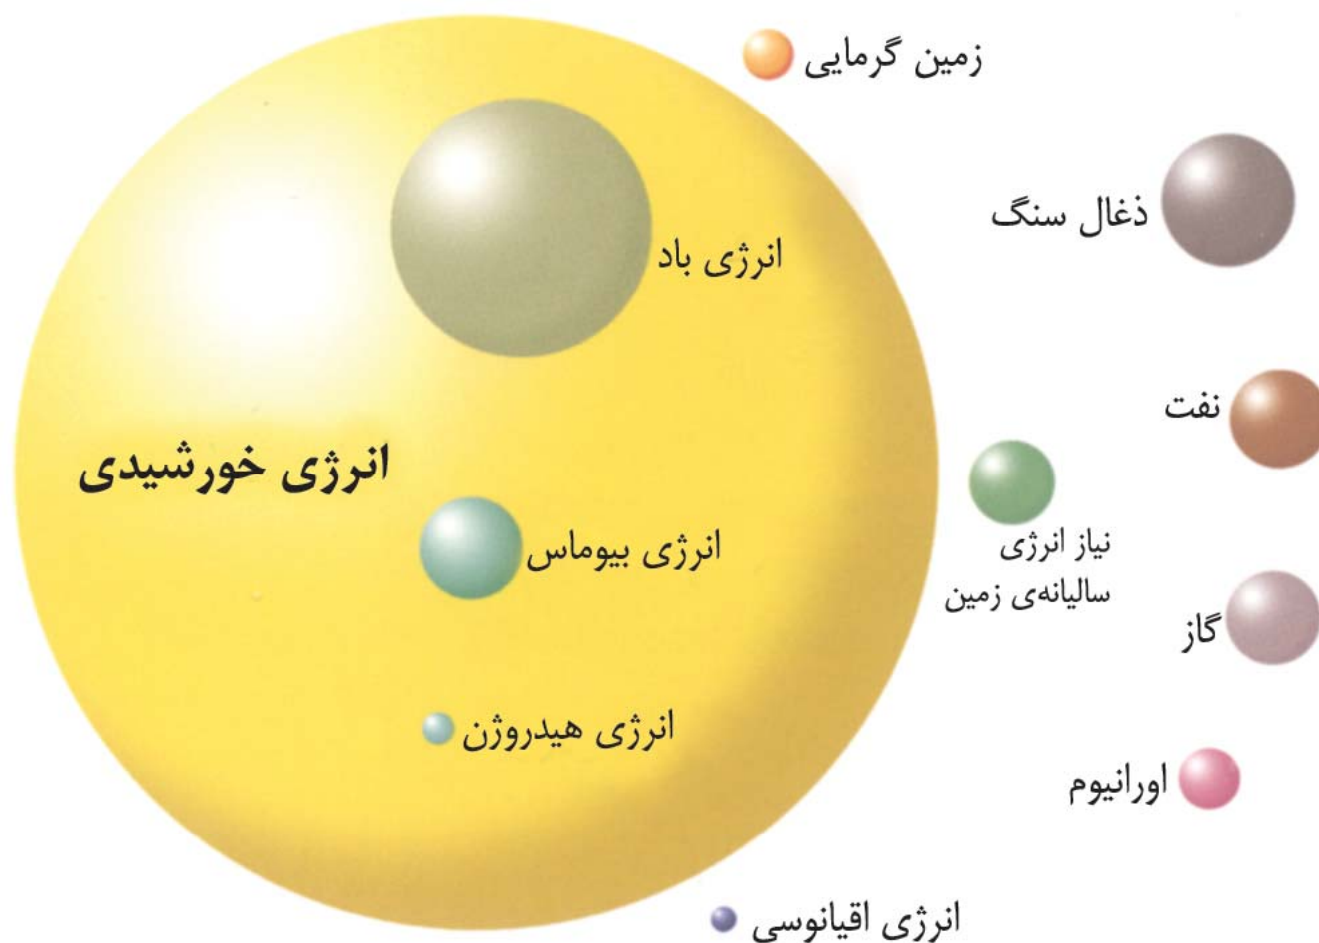 زمین گرمایی
ذغال سنگ
انرژی باد
نفت
انرژی خورشیدی
نیاز انرژی
سالیانه‌ی زمین
انرژی بیوماس
گاز
انرژی هیدروژن
اورانیوم
انرژی اقیانوسی